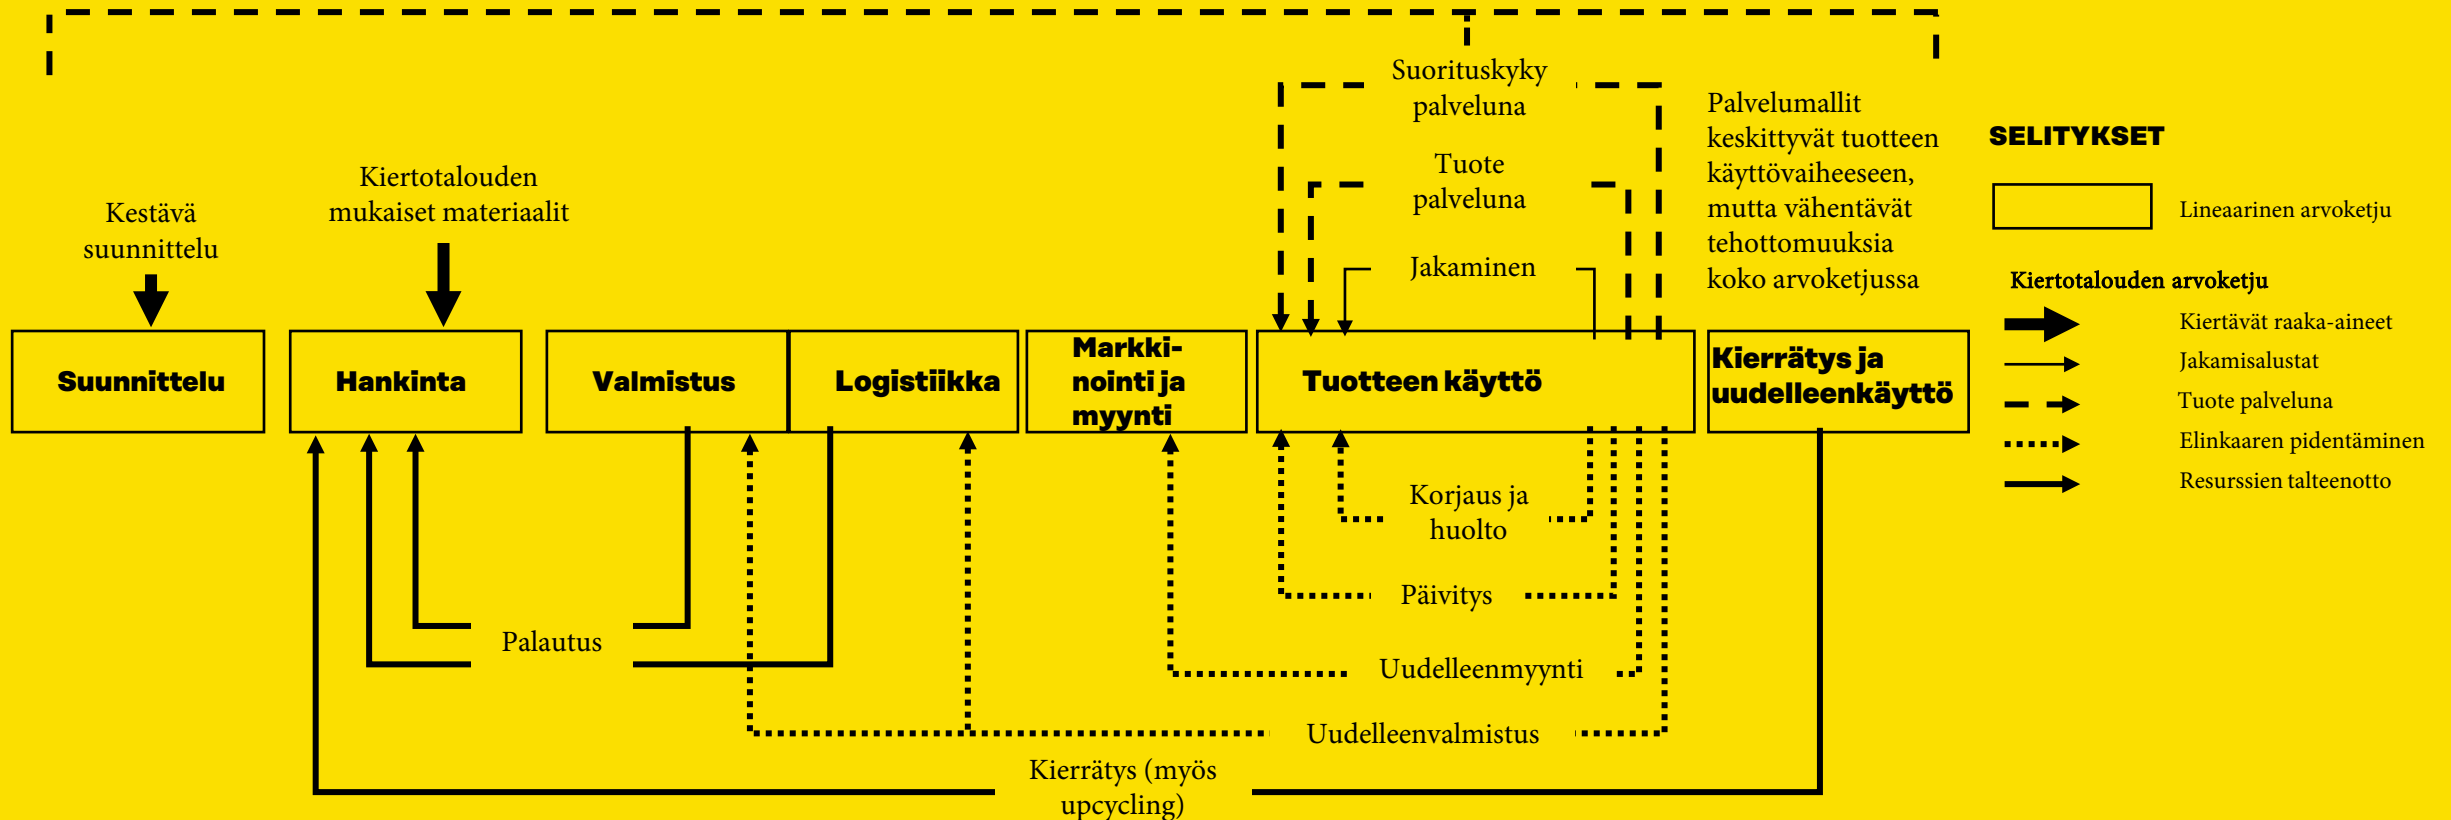 Suorituskyky
palveluna
Tuote
palveluna
Jakaminen
Palvelumallit
keskittyvät tuotteen
käyttövaiheeseen,
mutta vähentävät
tehottomuuksia
koko arvoketjussa
Kestävä
suunnittelu
Kiertotalouden
mukaiset materiaalit
Suunnittelu
Hankinta
Valmistus
Logistiikka
Markki-
nointi ja
myynti
Tuotteen käyttö
Kierrätys ja
uudelleenkäyttö
Korjaus ja
huolto
Päivitys
Palautus
Uudelleenmyynti
Uudelleenvalmistus
Kierrätys (myös
upcycling)
SELITYKSET
Lineaarinen arvoketju
Kiertotalouden arvoketju
Kiertävät raaka-aineet
Jakamisalustat
Tuote palveluna
Elinkaaren pidentäminen
Resurssien talteenotto